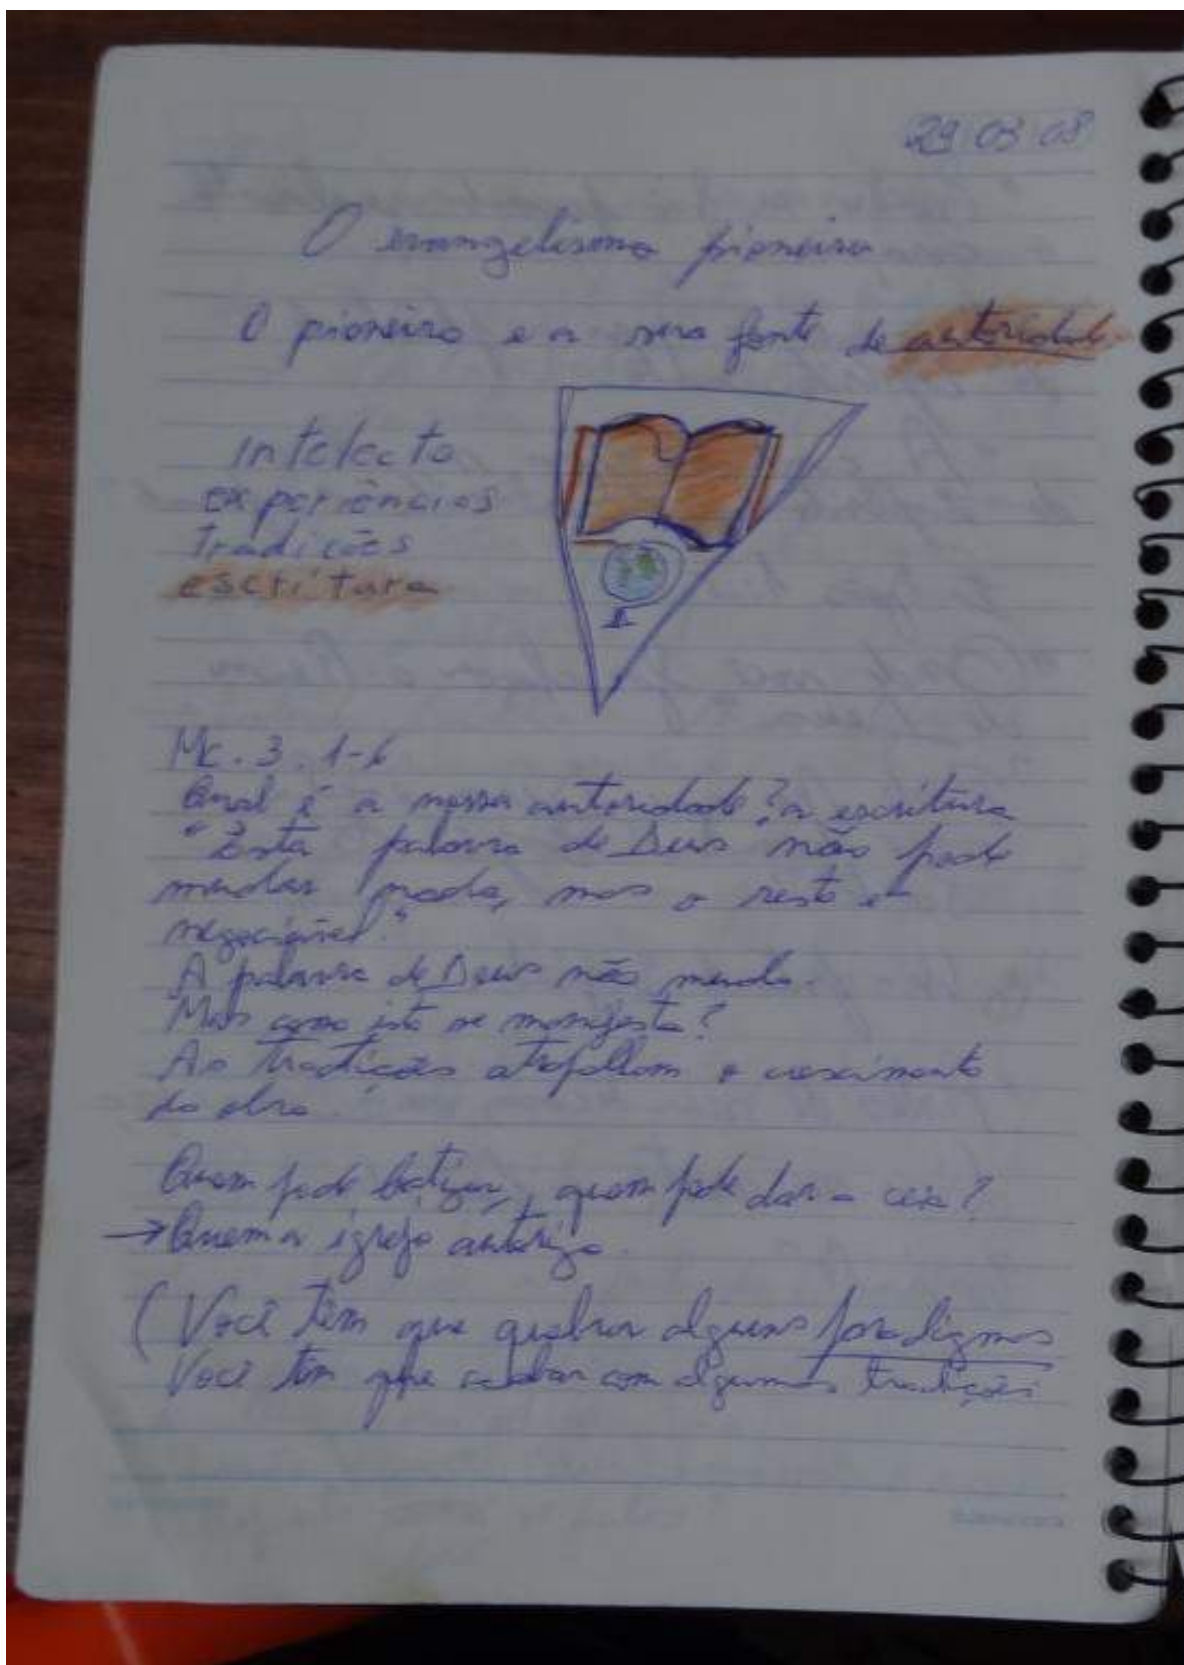 29 03 08
O evangelismo pioneiro
O pioneiro e a sua fonte de autoridade
Intelecto
experiências
Tradições
escritura
Mc. 3. 1-6
Qual é a nossa autoridade? a escritura
"Esta palavra de Deus não pode
mudar nada, mas o resto é
negociável."
A palavra de Deus não muda.
Mas como isto se manifesta?
As tradições atrapalham o crescimento
da obra.
Quem pode batizar, quem pode dar a ceia?
→ Quem a igreja autoriza.
(Você têm que quebrar alguns paradigmas
Você tem que acabar com algumas tradições